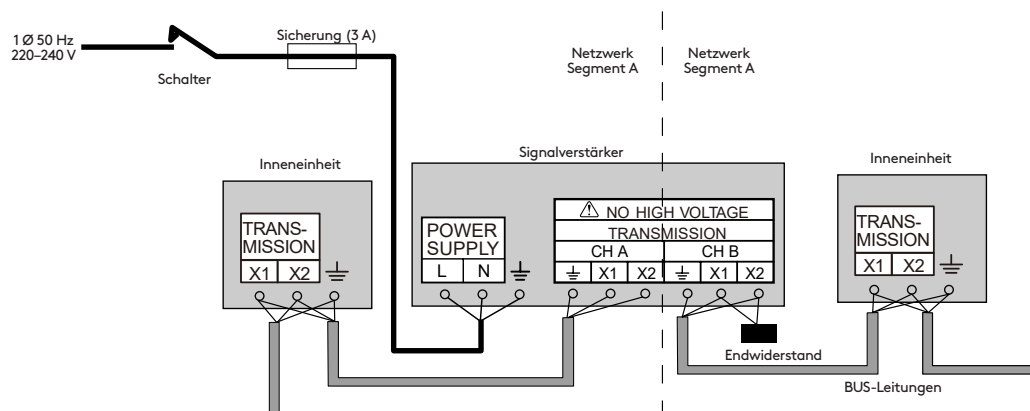 1 Ø 50 Hz
220–240 V
Schalter
Sicherung (3 A)
Netzwerk
Segment A
Netzwerk
Segment A
Inneneinheit
TRANS-
MISSION
X1 X2
Signalverstärker
POWER
SUPPLY
L N
NO HIGH VOLTAGE
TRANSMISSION
CH A CH B
X1 X2 X1 X2
Endwiderstand
Inneneinheit
TRANS-
MISSION
X1 X2
BUS-Leitungen